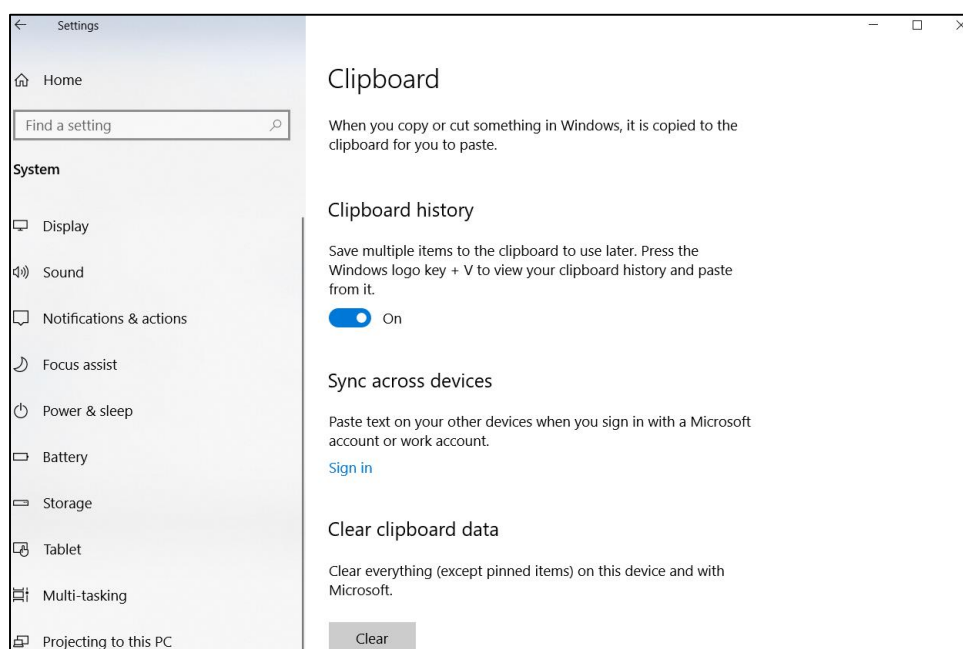 Settings
Home
Find a setting
System
Display
Sound
Notifications & actions
Focus assist
Power & sleep
Battery
Storage
Tablet
Multi-tasking
Projecting to this PC
Clipboard
When you copy or cut something in Windows, it is copied to the
clipboard for you to paste.
Clipboard history
Save multiple items to the clipboard to use later. Press the
Windows logo key + V to view your clipboard history and paste
from it.
On
Sync across devices
Paste text on your other devices when you sign in with a Microsoft
account or work account.
Sign in
Clear clipboard data
Clear everything (except pinned items) on this device and with
Microsoft.
Clear